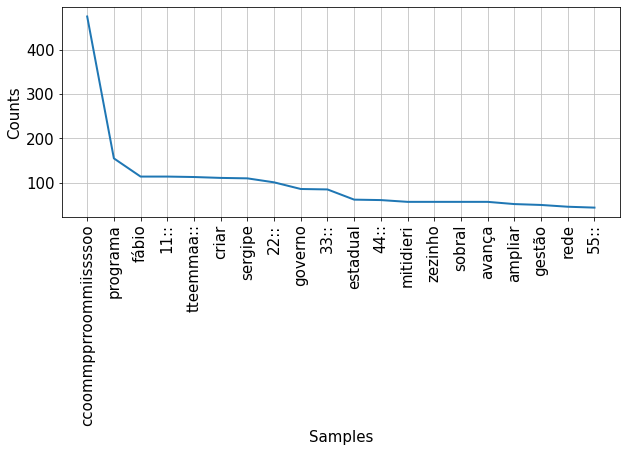 400
300
200
100
Counts
ccoommpprroommiissssoo
programa
fábio
11::
tteemmaa::
criar
sergipe
22::
governo
33::
estadual
44::
mitidieri
zezinho
sobral
avança
ampliar
gestão
rede
55::
Samples